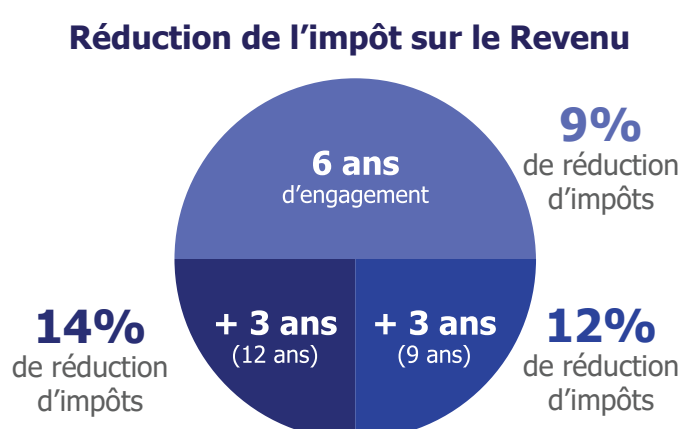 Réduction de l’impôt sur le Revenu
9%
de réduction
d’impôts
6 ans
d’engagement
14%
de réduction
d’impôts
+ 3 ans
(12 ans)
+ 3 ans
(9 ans)
12%
de réduction
d’impôts